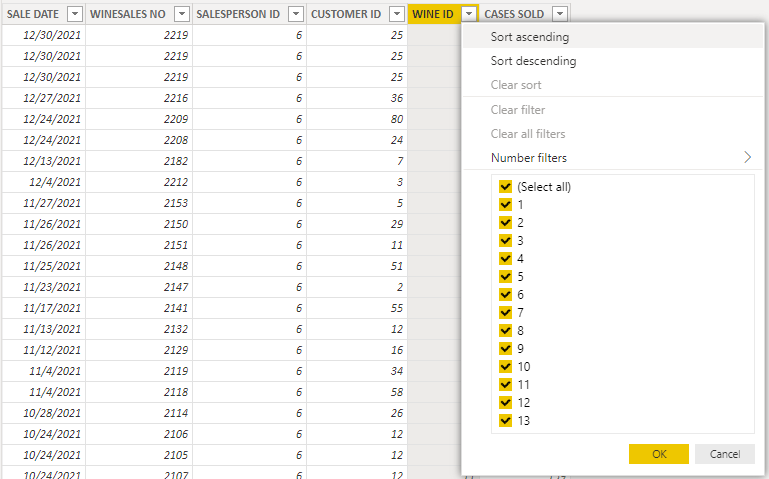 SALE DATE WINESALES NO SALESPERSON ID CUSTOMER ID WINE ID CASES SOLD
12/30/2021 2219 6 25
12/30/2021 2219 6 25
12/30/2021 2219 6 25
12/27/2021 2216 6 36
12/24/2021 2209 6 80
12/24/2021 2208 6 24
12/13/2021 2182 6 7
12/4/2021 2212 6 3
11/27/2021 2153 6 5
11/26/2021 2150 6 29
11/26/2021 2151 6 11
11/25/2021 2148 6 51
11/23/2021 2147 6 2
11/17/2021 2141 6 55
11/13/2021 2132 6 12
11/12/2021 2129 6 16
11/4/2021 2119 6 34
11/4/2021 2118 6 58
10/28/2021 2114 6 26
10/24/2021 2106 6 12
10/24/2021 2105 6 12
10/24/2021 2107 6 12
Sort ascending
Sort descending
Clear sort
Clear filter
Clear all filters
Number filters
(Select all)
1
2
3
4
5
6
7
8
9
10
11
12
13
OK Cancel